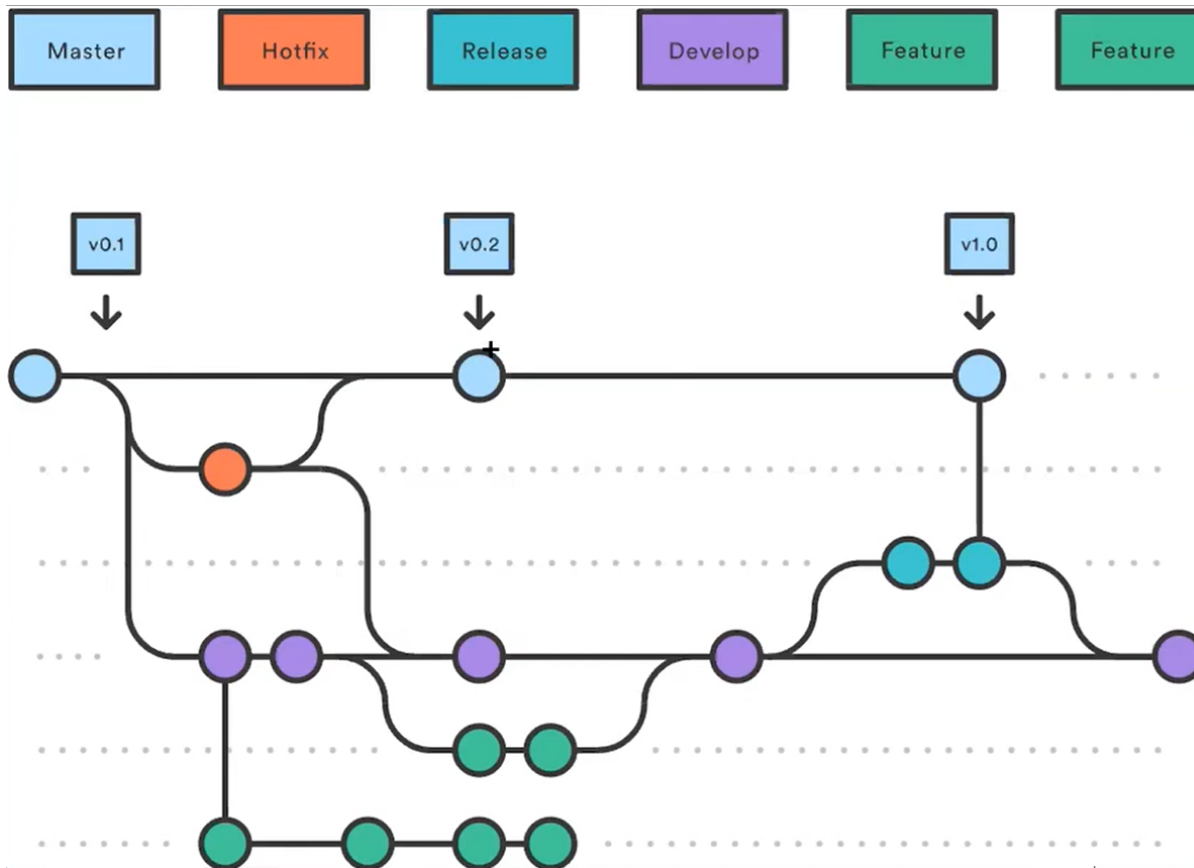 Master
Hotfix
Release
Develop
Feature
Feature
v0.1
v0.2
v1.0